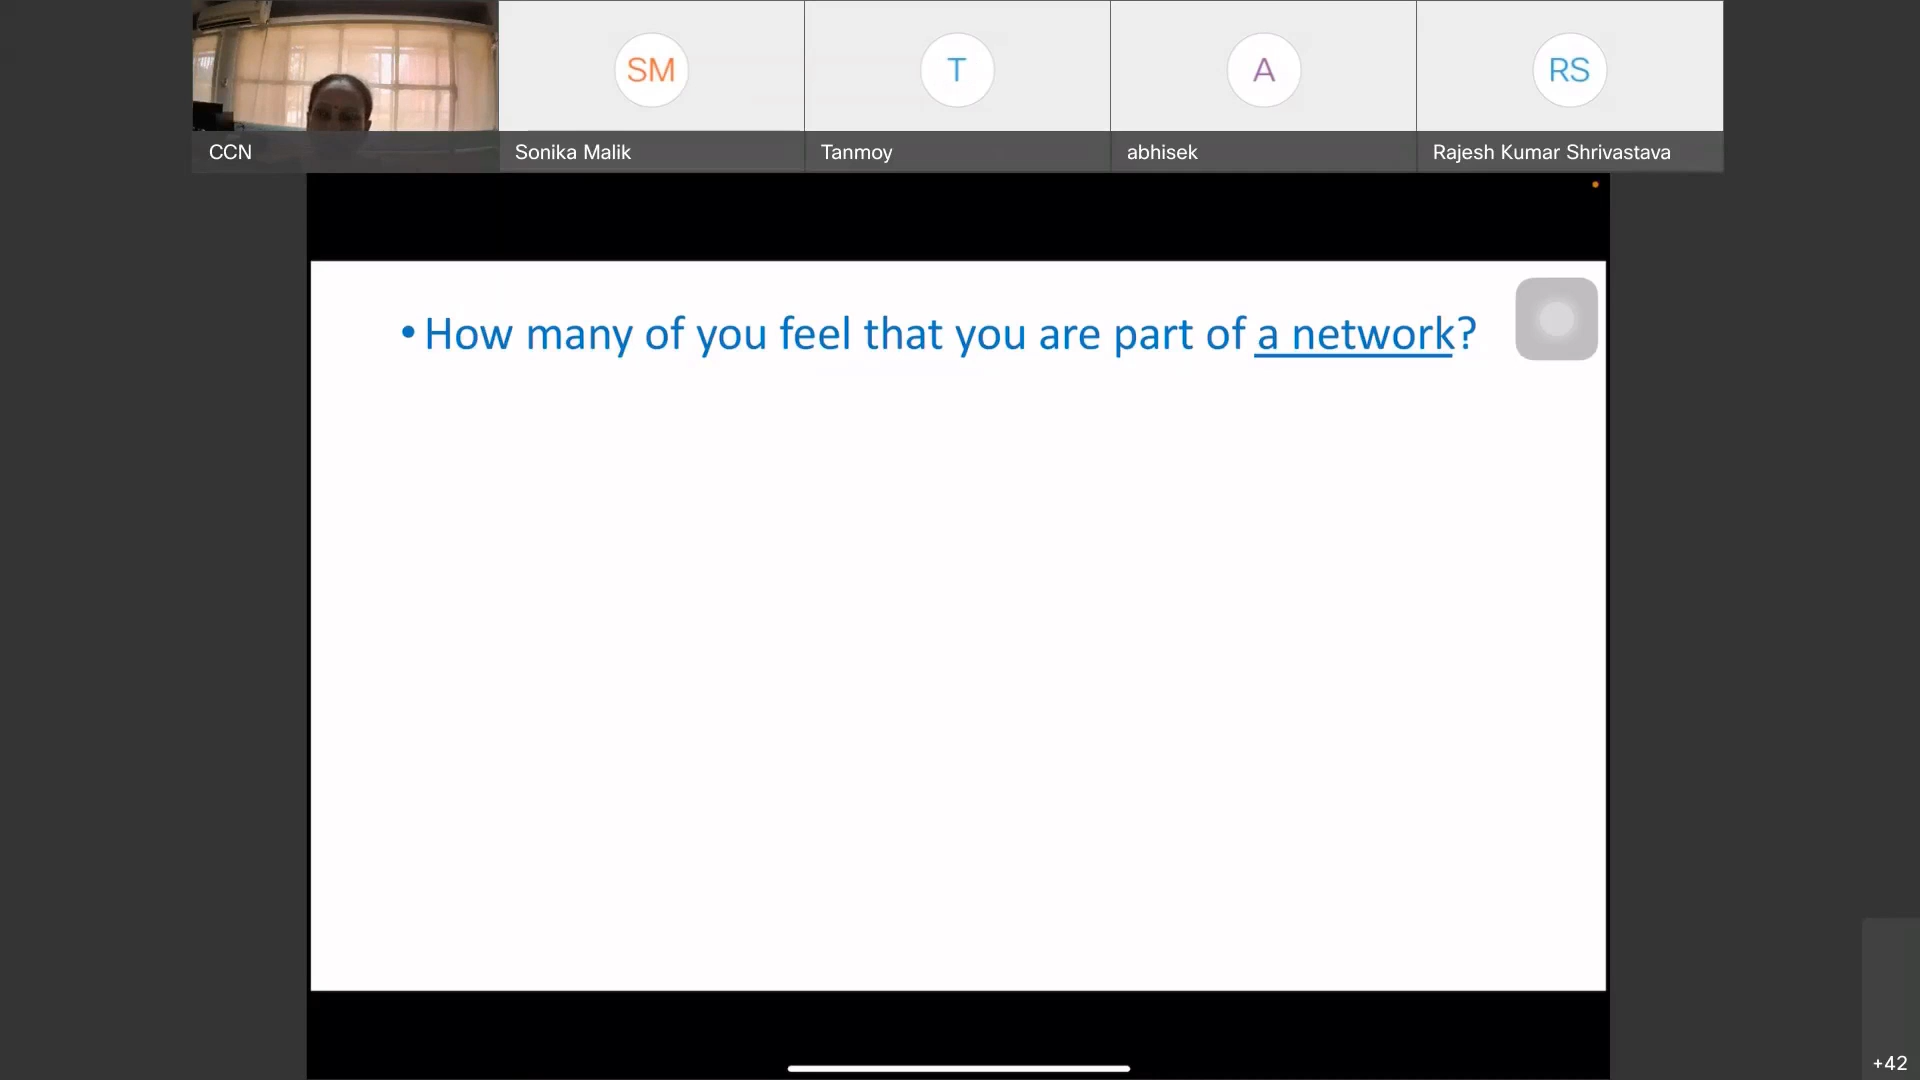 SM
T
A
RS
CCN
Sonika Malik
Tanmoy
abhisek
Rajesh Kumar Shrivastava
• How many of you feel that you are part of a network?
+42